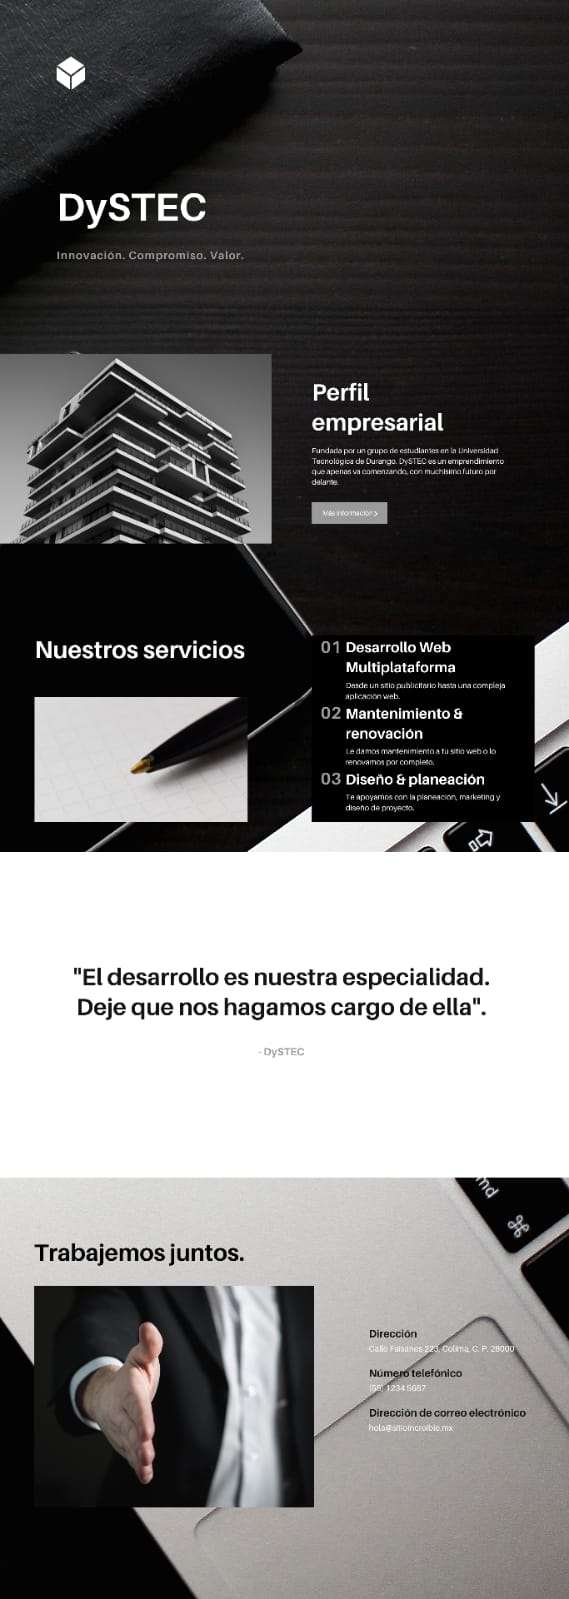 DySTEC
Innovación. Compromiso. Valor.
Perfil
empresarial
Fundada por un grupo de estudiantes en la Universidad
Tecnológica de Durango. DySTEC es un emprendimiento
que apenas va comenzando, con muchísimo futuro por
delante.
Más información
Nuestros servicios
01 Desarrollo Web
Multiplataforma
Desde un sitio publicitario hasta una compleja
aplicación web.
02 Mantenimiento &
renovación
Le damos mantenimiento a tu sitio web o lo
renovamos por completo.
03 Diseño & planeación
Te apoyamos con la planeación, marketing y
diseño de proyecto.
"El desarrollo es nuestra especialidad.
Deje que nos hagamos cargo de ella".
- DySTEC
Trabajemos juntos.
Dirección
Calle Faisanes 223, Colima, C. P. 28000
Número telefónico
(55) 1234 5687
Dirección de correo electrónico
hola@sitioincreible.mx